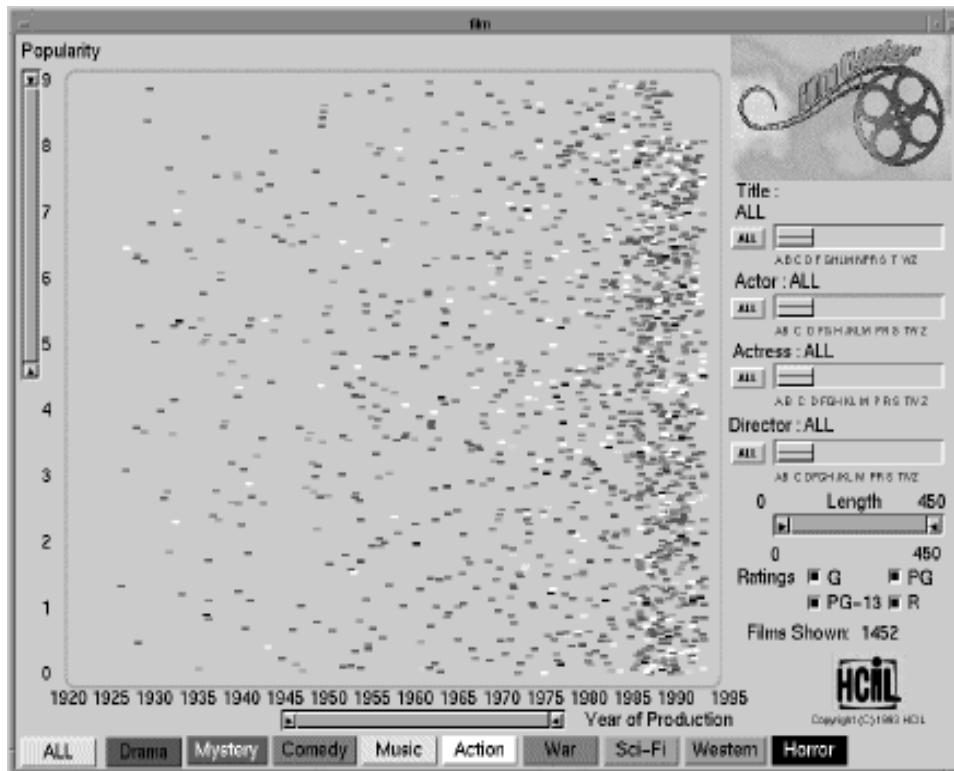 film
Popularity
9
8
7
6
5
4
3
2
1
0
1920 1925 1930 1935 1940 1945 1950 1955 1960 1965 1970 1975 1980 1985 1990 1995
Year of Production
ALL Drama Mystery Comedy Music Action War Sci-Fi Western Horror
Title :
ALL
ALL
Actor : ALL
ALL
Actress : ALL
ALL
Director : ALL
ALL
0 Length 450
0 450
Ratings G PG
PG-13 R
Films Shown: 1452
HCIL
Copyright (C) 1993 HCIL